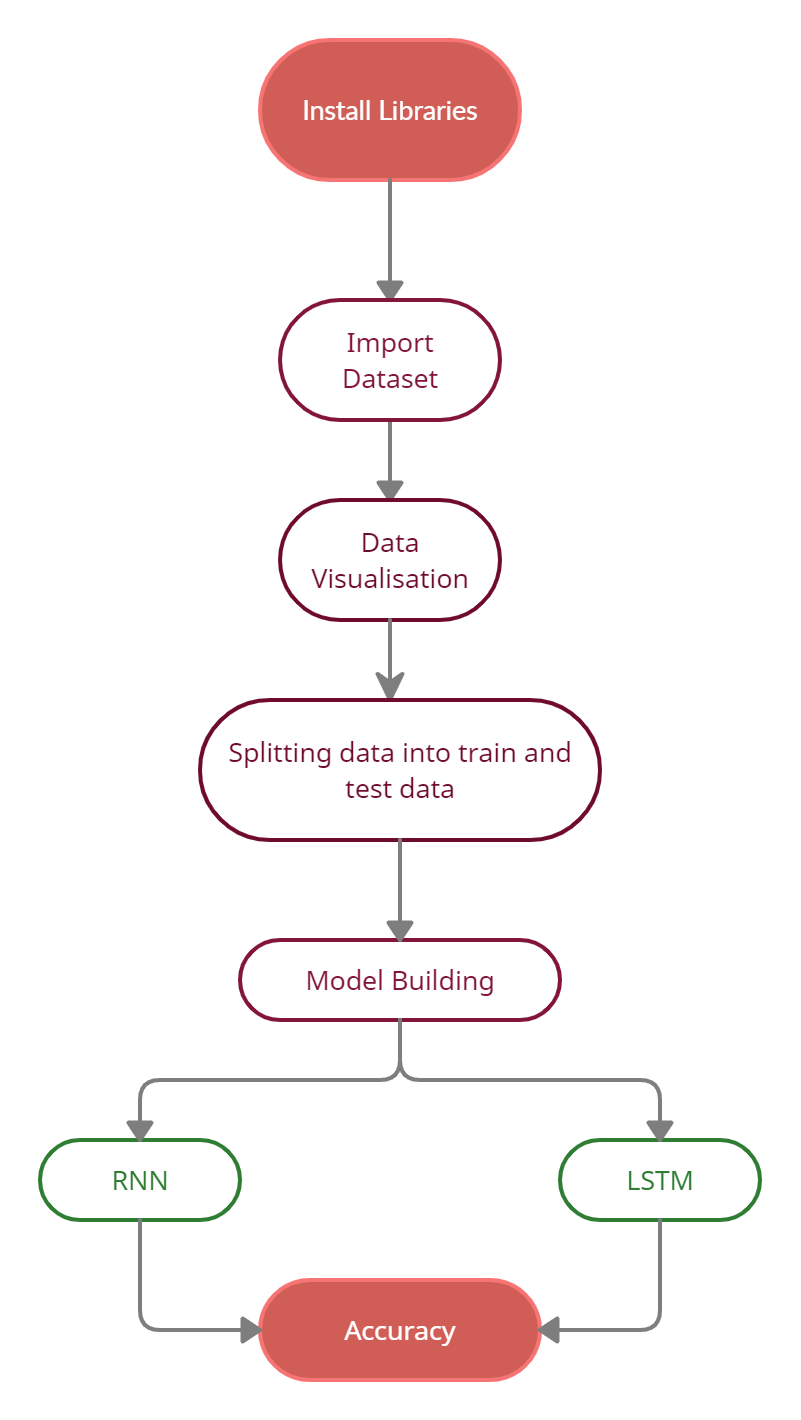 Install Libraries
Import
Dataset
Data
Visualisation
Splitting data into train and
test data
Model Building
RNN
LSTM
Accuracy